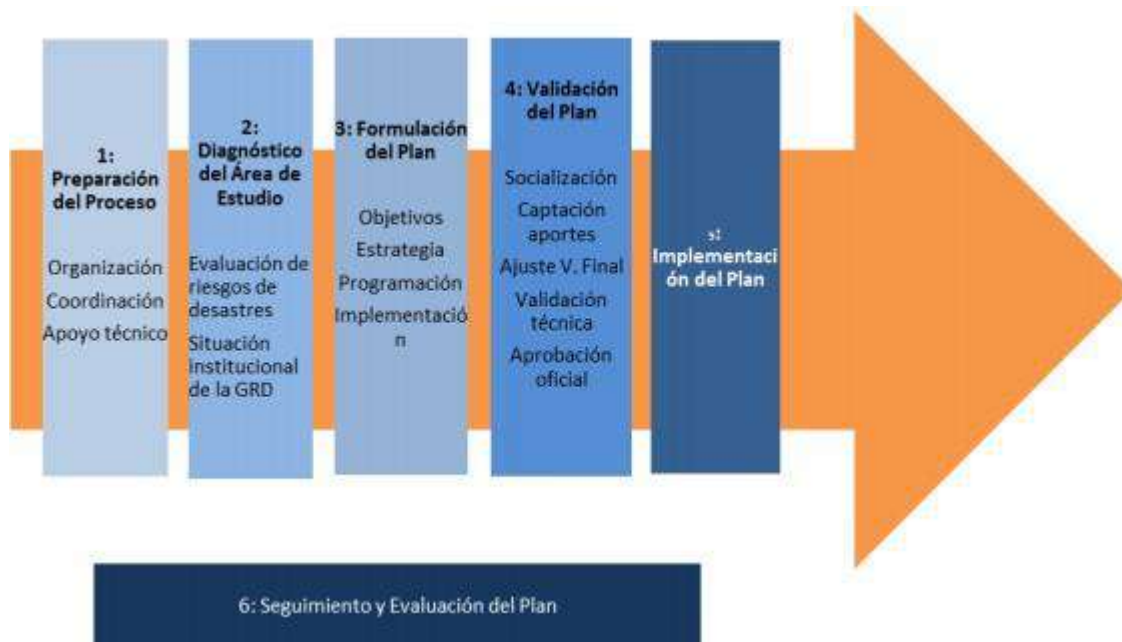 1:
Preparación
del Proceso
Organización
Coordinación
Apoyo técnico
2:
Diagnóstico
del Área de
Estudio
Evaluación de
riesgos de
desastres
Situación
institucional
de la GRD
3: Formulación
del Plan
Objetivos
Estrategia
Programación
Implementació
n
4: Validación
del Plan
Socialización
Captación
aportes
Ajuste V. Final
Validación
técnica
Aprobación
oficial
5:
Implementaci
ón del Plan
6: Seguimiento y Evaluación del Plan